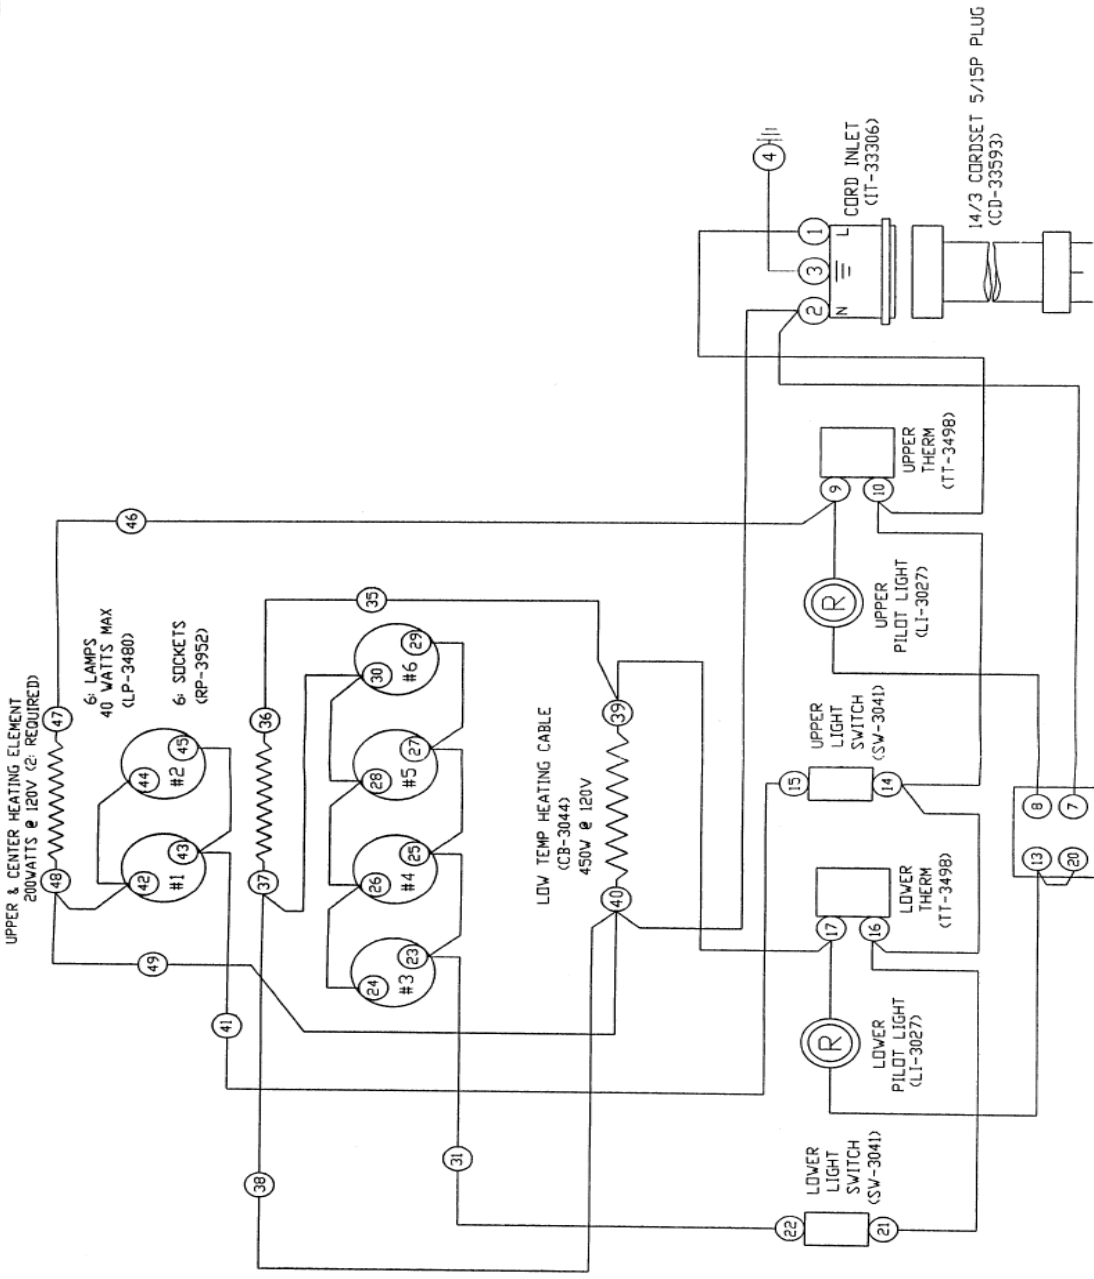 UPPER & CENTER HEATING ELEMENT
200WATTS @ 120V (2: REQUIRED)
47
48
46
6: LAMPS
40 WATTS MAX
(LP-3480)
6: SOCKETS
(RP-3952)
44
45
#2
42
43
#1
49
41
36
37
35
38
30
29
#6
28
27
#5
26
25
#4
24
23
#3
31
LOW TEMP HEATING CABLE
(CB-3044)
450W @ 120V
39
40
4
1
3
2
L
N
CORD INLET
(IT-33306)
14/3 CORDSET 5/15P PLUG
(CD-33593)
9
10
UPPER
THERM
(TT-3498)
R
UPPER
PILOT LIGHT
(LI-3027)
15
14
UPPER
LIGHT
SWITCH
(SW-3041)
17
16
LOWER
THERM
(TT-3498)
R
LOWER
PILOT LIGHT
(LI-3027)
22
21
LOWER
LIGHT
SWITCH
(SW-3041)
8
7
13
20